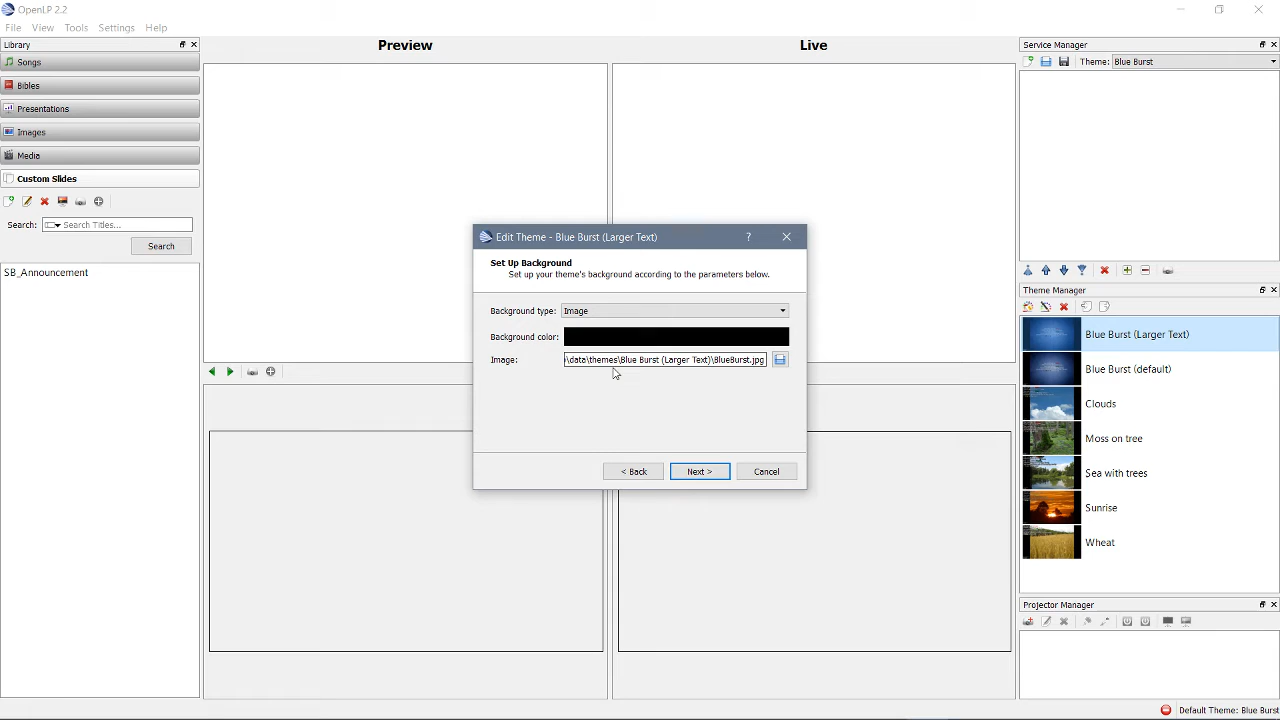 OpenLP 2.2
File View Tools Settings Help
Library
Songs
Bibles
Presentations
Images
Media
Custom Slides
Search: Search Titles...
Search
SB_Announcement
Preview
Live
Edit Theme - Blue Burst (Larger Text)
?
Set Up Background
Set up your theme's background according to the parameters below.
Background type: Image
Background color:
Image: \data\themes\Blue Burst (Larger Text)\BlueBurst.jpg
< Back Next > Cancel
Service Manager
Theme: Blue Burst
Theme Manager
Blue Burst (Larger Text)
Blue Burst (default)
Clouds
Moss on tree
Sea with trees
Sunrise
Wheat
Projector Manager
Default Theme: Blue Burst